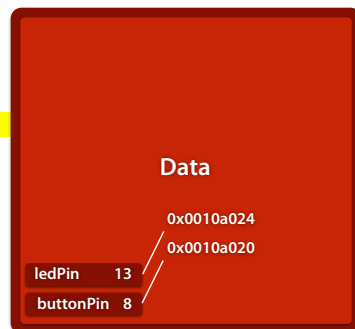 Data
0x0010a024
0x0010a020
ledPin 13
buttonPin 8